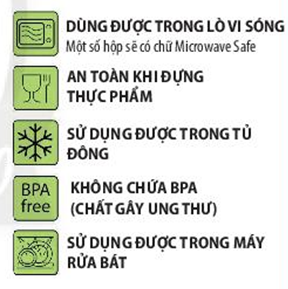 DÙNG ĐƯỢC TRONG LÒ VI SÓNG
Một số hộp sẽ có chữ Microwave Safe
AN TOÀN KHI ĐỰNG
THỰC PHẨM
SỬ DỤNG ĐƯỢC TRONG TỦ
ĐÔNG
BPA
free
KHÔNG CHỨA BPA
(CHẤT GÂY UNG THƯ)
SỬ DỤNG ĐƯỢC TRONG MÁY
RỬA BÁT